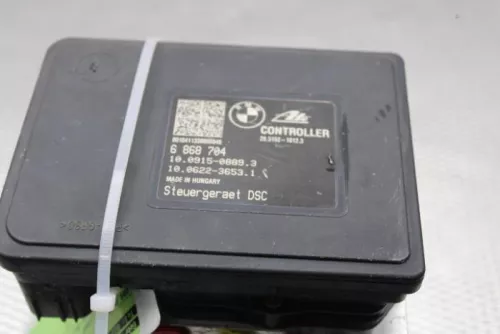 BMW
Ate
CONTROLLER
6 868 704
10.0915-0889.3
10.0622-3653.1
MADE IN HUNGARY
Steuergeraet DSC